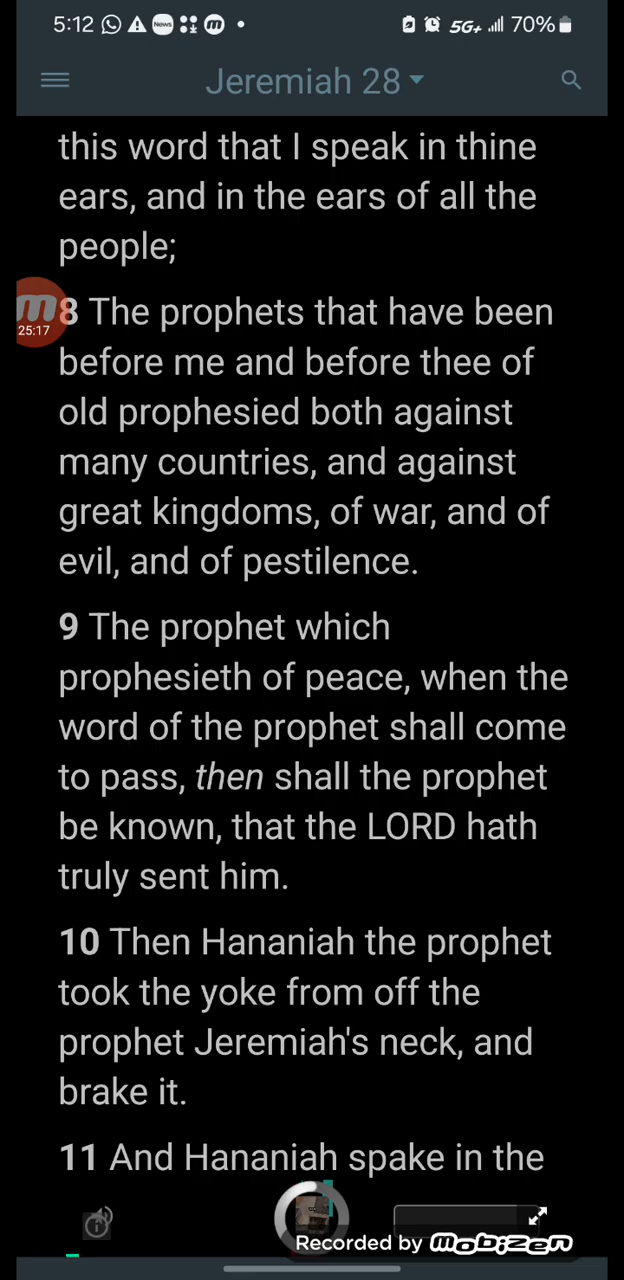 5:12 News m 5G+ 70%
Jeremiah 28
this word that I speak in thine
ears, and in the ears of all the
people;
m
25:17
8 The prophets that have been
before me and before thee of
old prophesied both against
many countries, and against
great kingdoms, of war, and of
evil, and of pestilence.
9 The prophet which
prophesieth of peace, when the
word of the prophet shall come
to pass, then shall the prophet
be known, that the LORD hath
truly sent him.
10 Then Hananiah the prophet
took the yoke from off the
prophet Jeremiah's neck, and
brake it.
11 And Hananiah spake in the
Recorded by mobizen